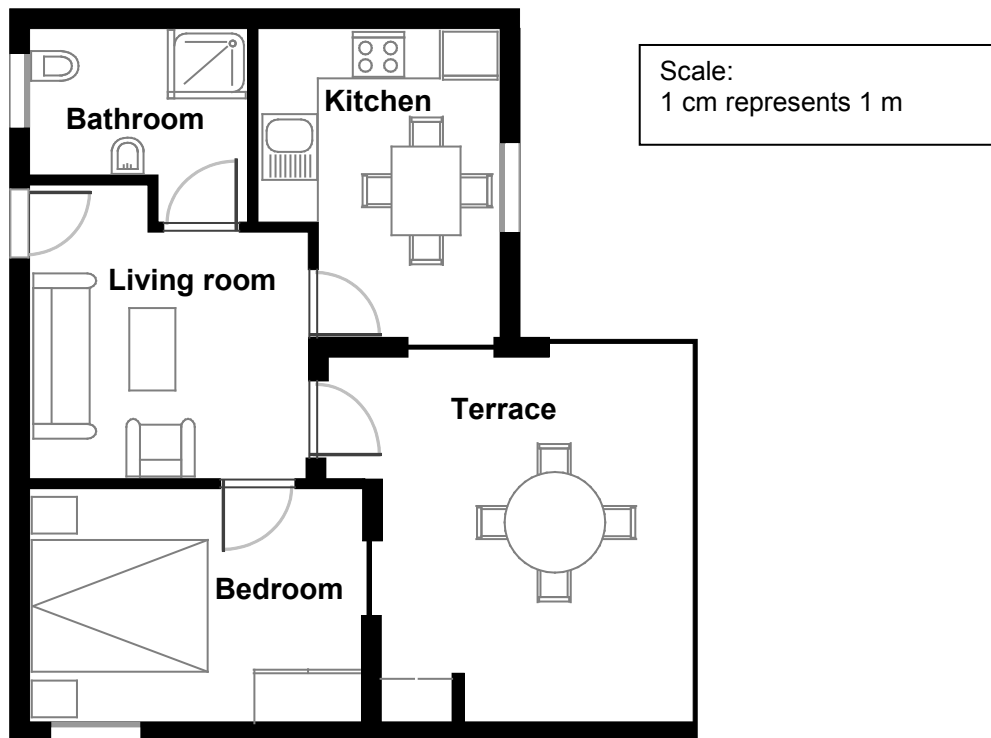 Kitchen
Bathroom
Scale:
1 cm represents 1 m
Living room
Terrace
Bedroom